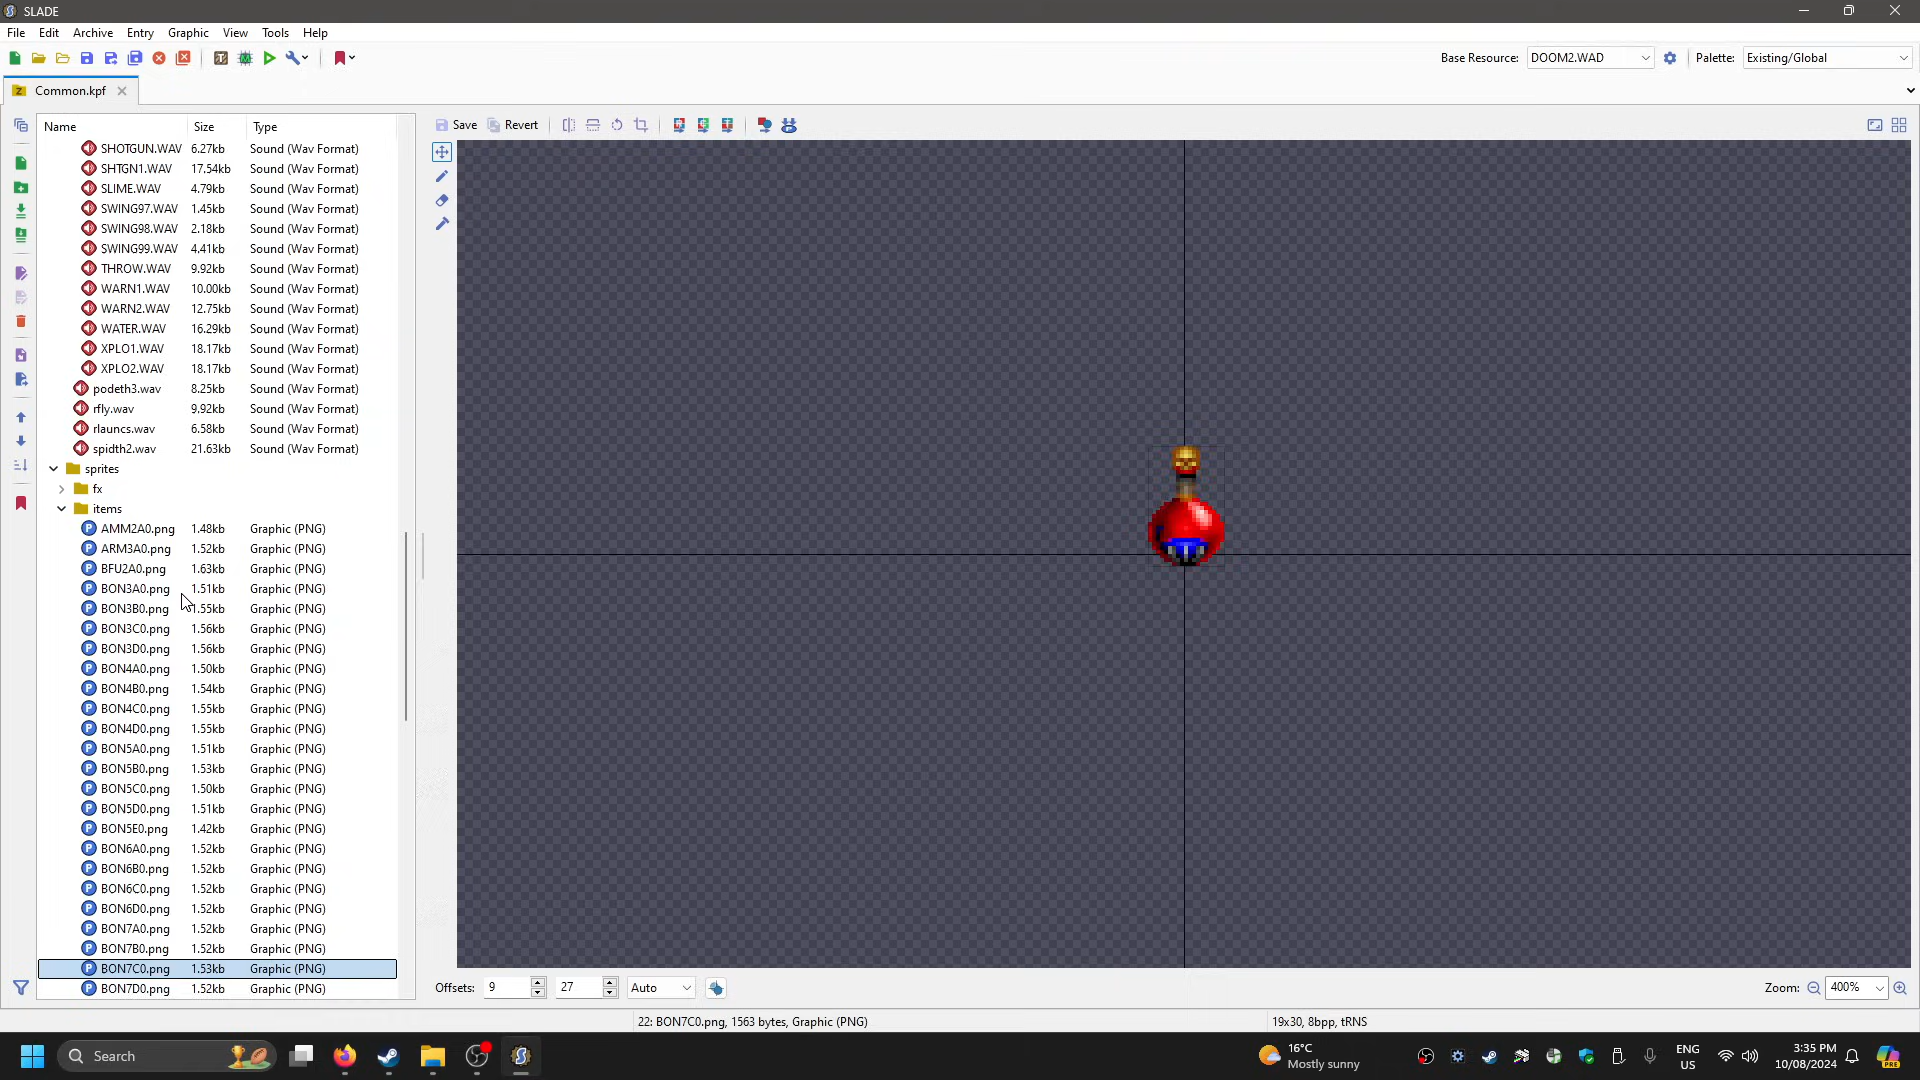 SLADE
File Edit Archive Entry Graphic View Tools Help
Base Resource: DOOM2.WAD Palette: Existing/Global
Common.kpf
Name Size Type
Save Revert
SHOTGUN.WAV 6.27kb Sound (Wav Format)
SHTGN1.WAV 17.54kb Sound (Wav Format)
SLIME.WAV 4.79kb Sound (Wav Format)
SWING97.WAV 1.45kb Sound (Wav Format)
SWING98.WAV 2.18kb Sound (Wav Format)
SWING99.WAV 4.41kb Sound (Wav Format)
THROW.WAV 9.92kb Sound (Wav Format)
WARN1.WAV 10.00kb Sound (Wav Format)
WARN2.WAV 12.75kb Sound (Wav Format)
WATER.WAV 16.29kb Sound (Wav Format)
XPLO1.WAV 18.17kb Sound (Wav Format)
XPLO2.WAV 18.17kb Sound (Wav Format)
podeth3.wav 8.25kb Sound (Wav Format)
rfly.wav 9.92kb Sound (Wav Format)
rlauncs.wav 6.58kb Sound (Wav Format)
spidth2.wav 21.63kb Sound (Wav Format)
sprites
fx
items
AMM2A0.png 1.48kb Graphic (PNG)
ARM3A0.png 1.52kb Graphic (PNG)
BFU2A0.png 1.63kb Graphic (PNG)
BON3A0.png 1.51kb Graphic (PNG)
BON3B0.png 1.55kb Graphic (PNG)
BON3C0.png 1.56kb Graphic (PNG)
BON3D0.png 1.56kb Graphic (PNG)
BON4A0.png 1.50kb Graphic (PNG)
BON4B0.png 1.54kb Graphic (PNG)
BON4C0.png 1.55kb Graphic (PNG)
BON4D0.png 1.55kb Graphic (PNG)
BON5A0.png 1.51kb Graphic (PNG)
BON5B0.png 1.53kb Graphic (PNG)
BON5C0.png 1.50kb Graphic (PNG)
BON5D0.png 1.51kb Graphic (PNG)
BON5E0.png 1.42kb Graphic (PNG)
BON6A0.png 1.52kb Graphic (PNG)
BON6B0.png 1.52kb Graphic (PNG)
BON6C0.png 1.52kb Graphic (PNG)
BON6D0.png 1.52kb Graphic (PNG)
BON7A0.png 1.52kb Graphic (PNG)
BON7B0.png 1.52kb Graphic (PNG)
BON7C0.png 1.53kb Graphic (PNG)
BON7D0.png 1.52kb Graphic (PNG)
Offsets: 9 27 Auto Zoom: 400%
22: BON7C0.png, 1563 bytes, Graphic (PNG) 19x30, 8bpp, tRNS
Search
16°C
Mostly sunny
ENG
US
3:35 PM
10/08/2024